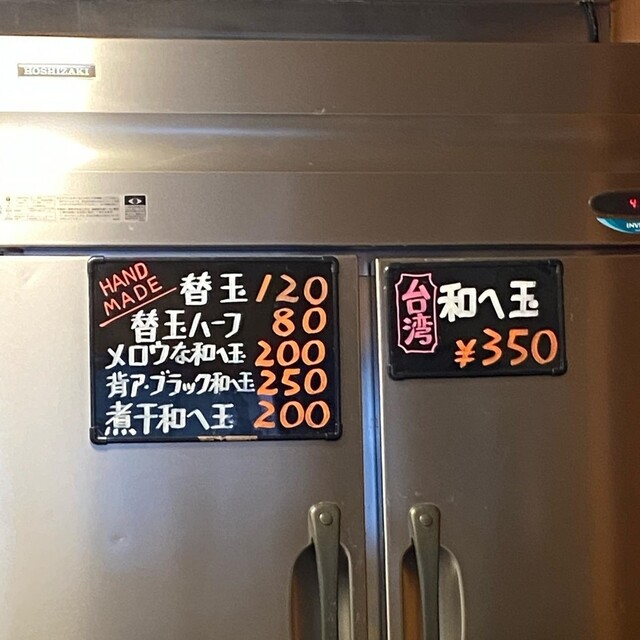 HOSHIZAKI
HAND MADE
替玉 120
替玉ハーフ 80
メロウな和へ玉 200
背ア・ブラック和へ玉 250
煮干和へ玉 200
台湾 和へ玉
¥350